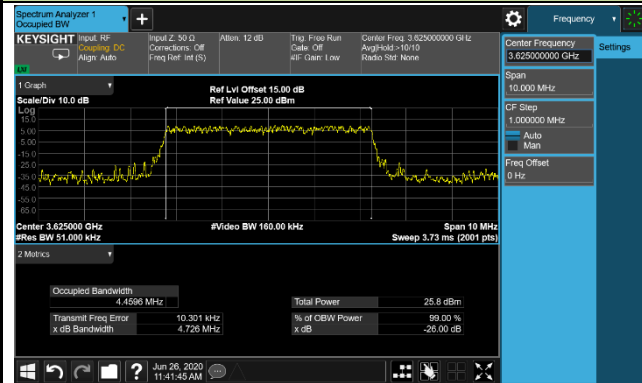 Spectrum Analyzer 1
Occupied BW
Frequency
KEYSIGHT
Input: RF
Coupling: DC
Align: Auto
Input Z: 50 Ω
Corrections: Off
Freq Ref: Int (S)
Atten: 12 dB
Trig: Free Run
Gate: Off
#IF Gain: Low
Center Freq: 3.625000000 GHz
Avg|Hold:>10/10
Radio Std: None
Center Frequency
3.625000000 GHz
Settings
Span
10.000 MHz
CF Step
1.000000 MHz
Auto
Man
Freq Offset
0 Hz
1 Graph
Scale/Div 10.0 dB
Ref Lvl Offset 15.00 dB
Ref Value 25.00 dBm
Log
15.0
5.00
-5.00
-15.0
-25.0
-35.0
-45.0
-55.0
-65.0
Center 3.625000 GHz
#Res BW 51.000 kHz
#Video BW 160.00 kHz
Span 10 MHz
Sweep 3.73 ms (2001 pts)
2 Metrics
Occupied Bandwidth
4.4596 MHz
Total Power 25.8 dBm
Transmit Freq Error 10.301 kHz
% of OBW Power 99.00 %
x dB Bandwidth 4.726 MHz
x dB -26.00 dB
Jun 26, 2020
11:41:45 AM